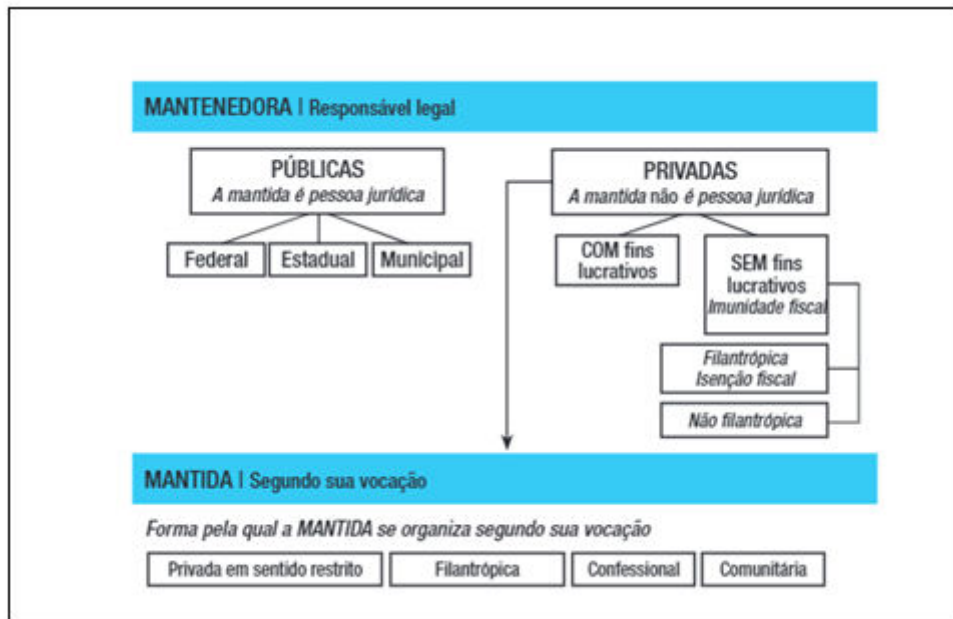 MANTENEDORA | Responsável legal
PÚBLICAS
A mantida é pessoa jurídica
PRIVADAS
A mantida não é pessoa jurídica
Federal
Estadual
Municipal
COM fins
lucrativos
SEM fins
lucrativos
Imunidade fiscal
Filantrópica
Isenção fiscal
Não filantrópica
MANTIDA | Segundo sua vocação
Forma pela qual a MANTIDA se organiza segundo sua vocação
Privada em sentido restrito
Filantrópica
Confessional
Comunitária